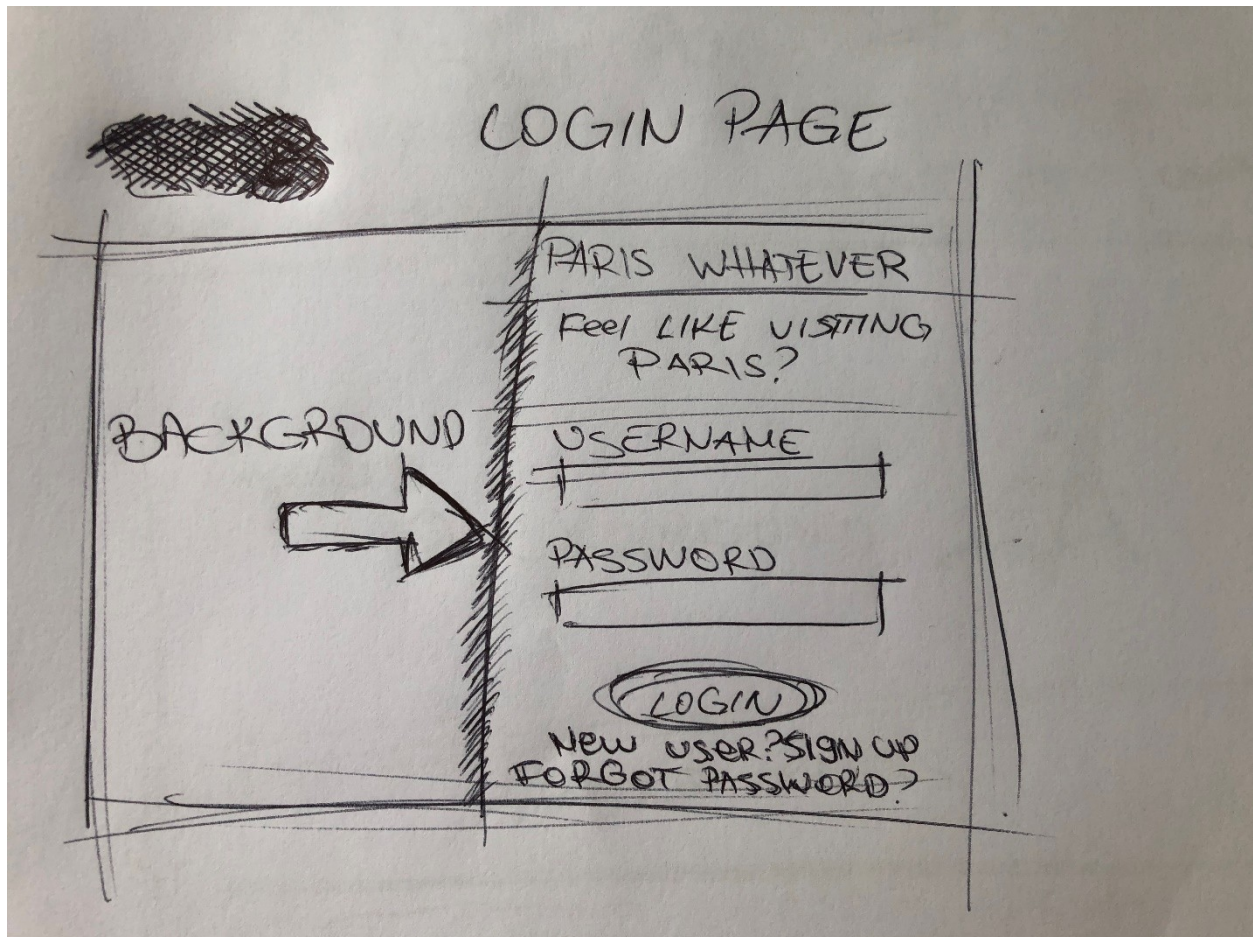 LOGIN PAGE
PARIS WHATEVER
Feel LIKE VISITING
PARIS?
BACKGROUND
USERNAME
PASSWORD
LOGIN
New USER? SIGN UP
FORGOT PASSWORD?